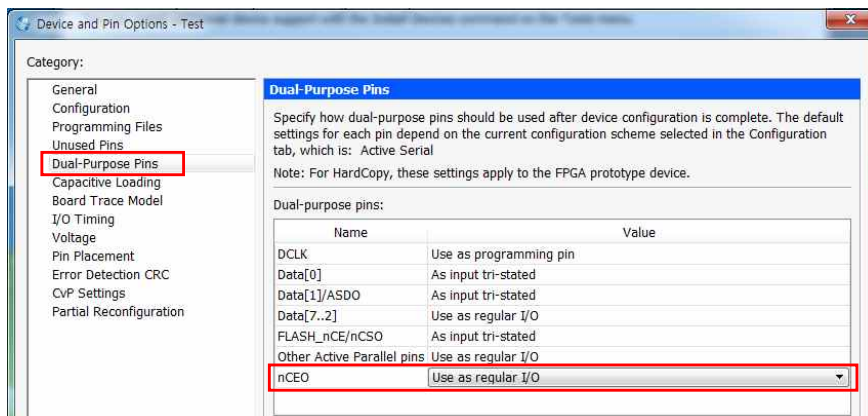 Device and Pin Options - Test
Category:
General
Configuration
Programming Files
Unused Pins
Dual-Purpose Pins
Capacitive Loading
Board Trace Model
I/O Timing
Voltage
Pin Placement
Error Detection CRC
CvP Settings
Partial Reconfiguration
Dual-Purpose Pins
Specify how dual-purpose pins should be used after device configuration is complete. The default
settings for each pin depend on the current configuration scheme selected in the Configuration
tab, which is: Active Serial
Note: For HardCopy, these settings apply to the FPGA prototype device.
Dual-purpose pins:
Name Value
DCLK Use as programming pin
Data[0] As input tri-stated
Data[1]/ASDO As input tri-stated
Data[7..2] Use as regular I/O
FLASH_nCE/nCSO As input tri-stated
Other Active Parallel pins Use as regular I/O
nCEO Use as regular I/O